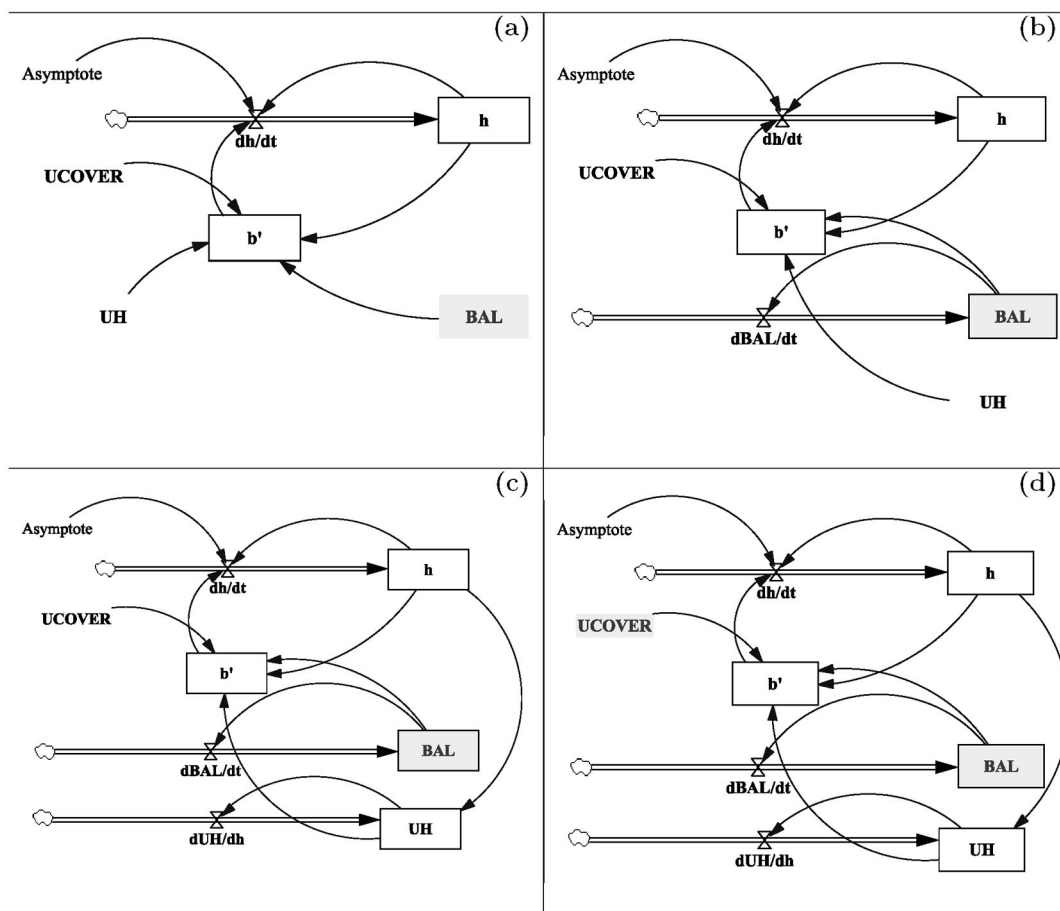 (a)
Asymptote
h
dh/dt
UCOVER
b'
UH
BAL
(b)
Asymptote
h
dh/dt
UCOVER
b'
BAL
dBAL/dt
UH
(c)
Asymptote
h
dh/dt
UCOVER
b'
BAL
dBAL/dt
UH
dUH/dh
(d)
Asymptote
h
dh/dt
UCOVER
b'
BAL
dBAL/dt
UH
dUH/dh